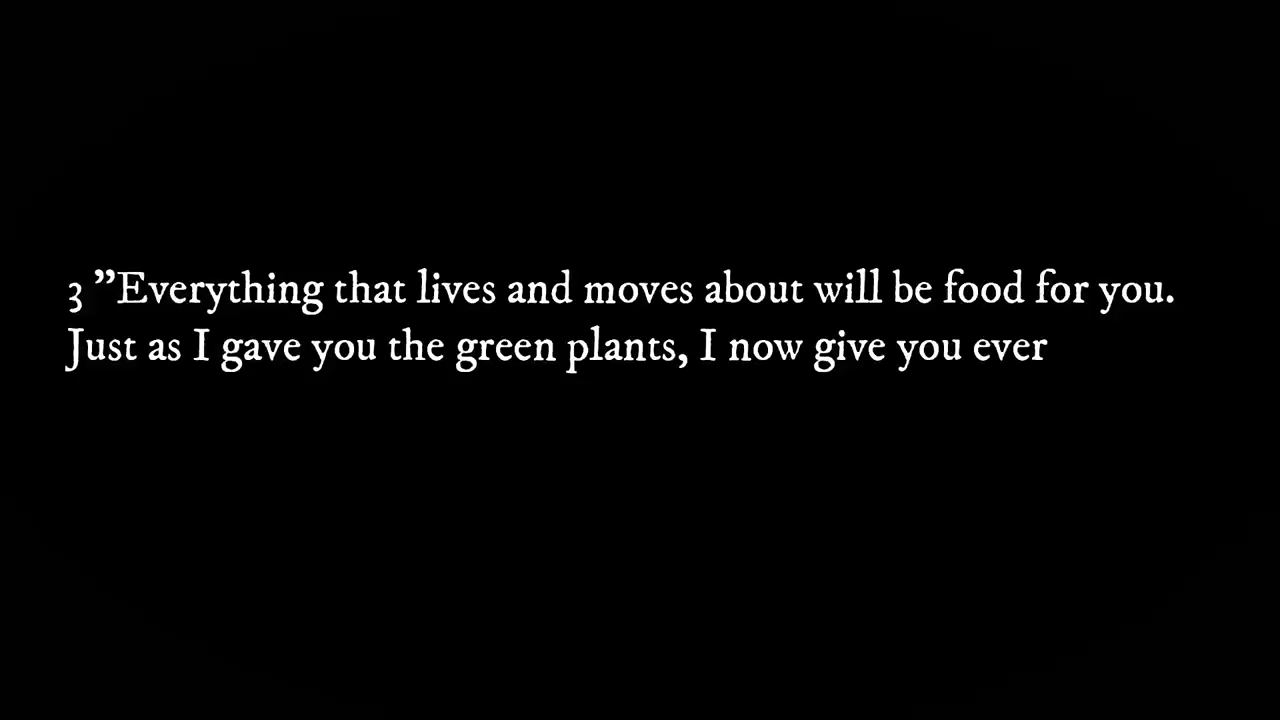 3 ”Everything that lives and moves about will be food for you.
Just as I gave you the green plants, I now give you ever